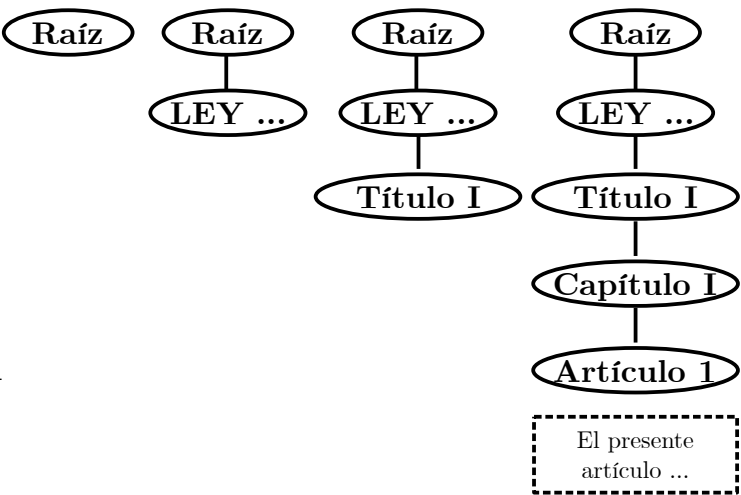 Raíz Raíz Raíz Raíz
LEY ... LEY ... LEY ...
Título I Título I
Capítulo I
Artículo 1
El presente
artículo ...